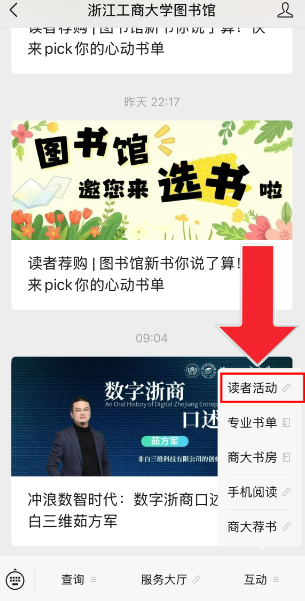 浙江工商大学图书馆
读者荐购 | 图书馆新书你说了算！快
来pick你的心动书单
昨天 22:17
图书馆
邀您来 选书 啦
读者荐购 | 图书馆新书你说了算！
来pick你的心动书单
09:04
数字浙商
An Oral History of Digital Zhejiang Entrepr
口述
茹方军
非白三维科技有限公司的创始
冲浪数智时代：数字浙商口述
白三维茹方军
读者活动
专业书单
商大书房
手机阅读
商大荐书
查询
服务大厅
互动